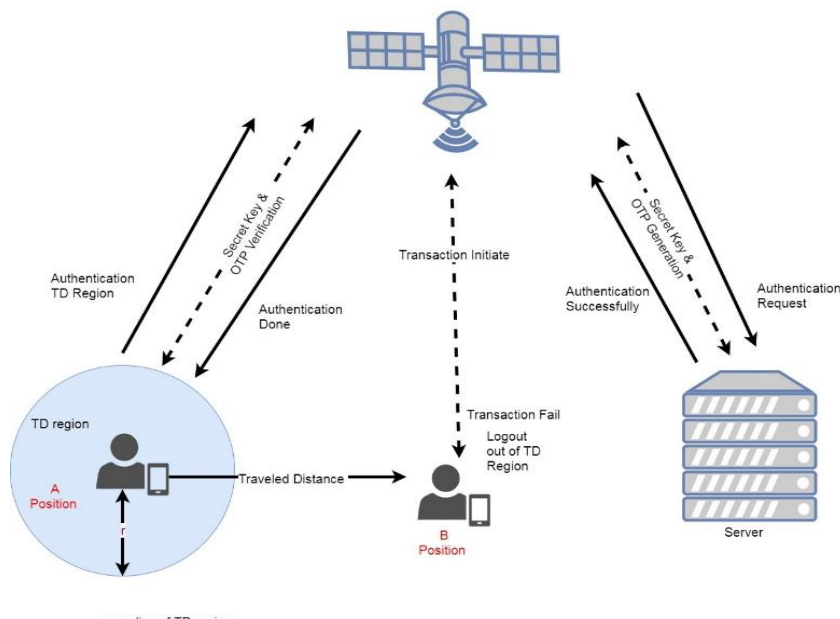 Secret Key &
OTP Verification
Transaction Initiate
Secret Key &
OTP Generation
Authentication
TD Region
Authentication
Done
Authentication
Successfully
Authentication
Request
TD region
Transaction Fail
Logout
out of TD
Region
A
Position
Traveled Distance
r
B
Position
Server